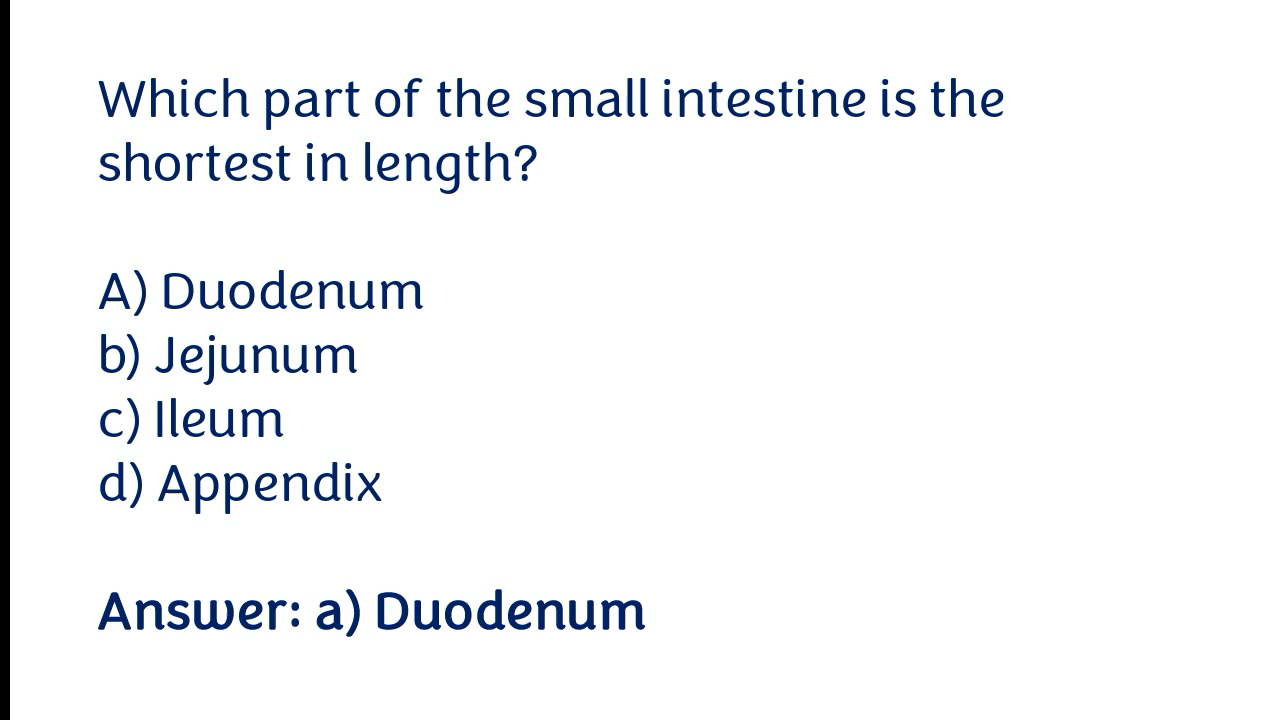 Which part of the small intestine is the
shortest in length?
A) Duodenum
b) Jejunum
c) Ileum
d) Appendix
Answer: a) Duodenum